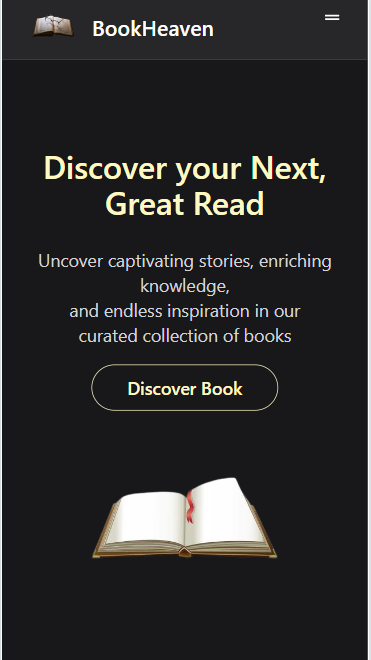 BookHeaven
Discover your Next,
Great Read
Uncover captivating stories, enriching
knowledge,
and endless inspiration in our
curated collection of books
Discover Book